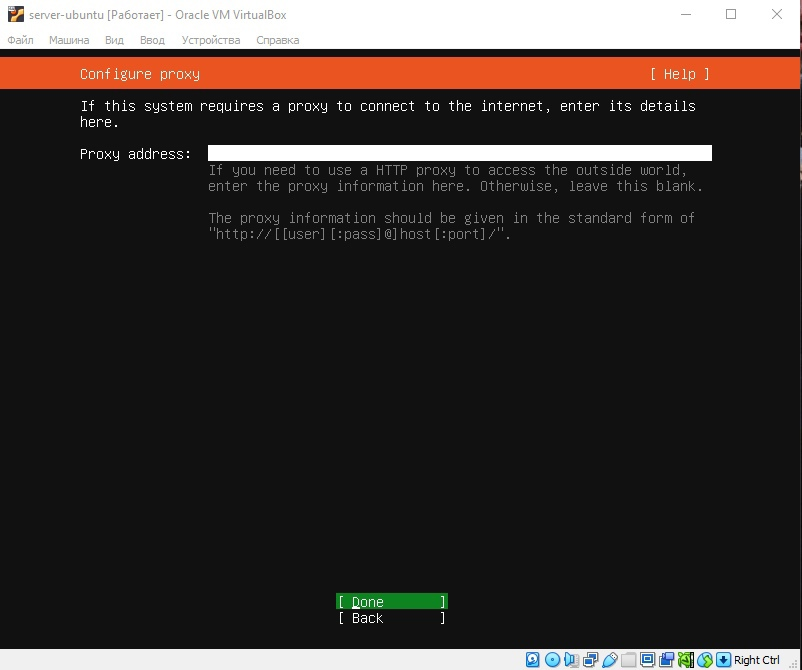 server-ubuntu [Работает] - Oracle VM VirtualBox
Файл Машина Вид Ввод Устройства Справка
Configure proxy [ Help ]
If this system requires a proxy to connect to the internet, enter its details
here.
Proxy address:
If you need to use a HTTP proxy to access the outside world,
enter the proxy information here. Otherwise, leave this blank.
The proxy information should be given in the standard form of
"http://[[user][:pass]@]host[:port]/".
[ Done ]
[ Back ]
Right Ctrl